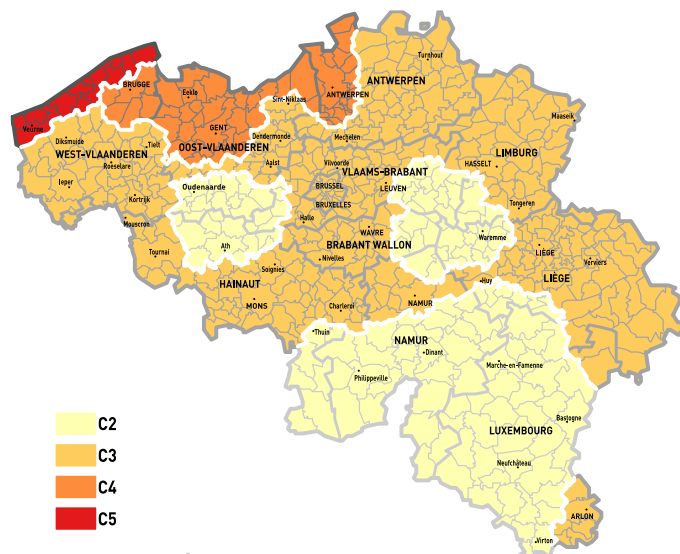 Turnhout
ANTWERPEN
BRUGGE
Eeklo
ANTWERPEN
Sint-Niklaas
Maaseik
Veurne
GENT
Diksmuide
Dendermonde
Mechelen
Tielt
OOST-VLAANDEREN
WEST-VLAANDEREN
LIMBURG
Roeselare
Aalst
Vilvoorde
HASSELT
VLAAMS-BRABANT
Ieper
Oudenaarde
BRUSSEL
LEUVEN
Kortrijk
BRUXELLES
Tongeren
Mouscron
Halle
WAVRE
Waremme
Tournai
Ath
BRABANT WALLON
LIÈGE
Nivelles
Verviers
Soignies
LIÈGE
HAINAUT
Huy
MONS
NAMUR
Charleroi
Thuin
NAMUR
Dinant
Marche-en-Famenne
Philippeville
Bastogne
C2
LUXEMBOURG
C3
Neufchâteau
C4
ARLON
C5
Virton